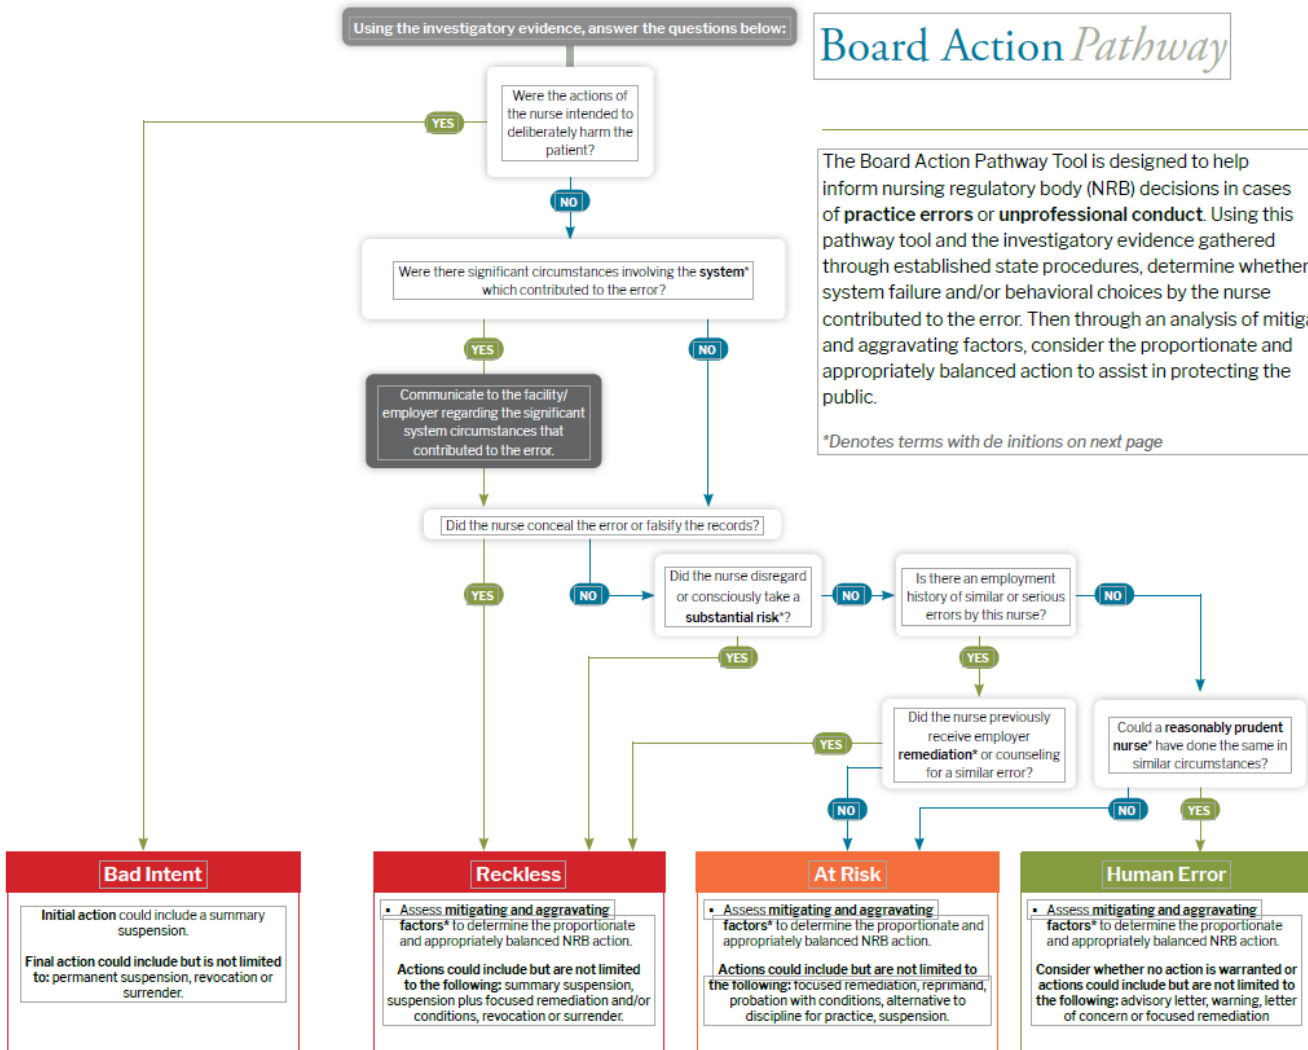 Using the investigatory evidence, answer the questions below:
Board Action Pathway
Were the actions of
the nurse intended to
deliberately harm the
patient?
YES
NO
The Board Action Pathway Tool is designed to help
inform nursing regulatory body (NRB) decisions in cases
of practice errors or unprofessional conduct. Using this
pathway tool and the investigatory evidence gathered
through established state procedures, determine whether
system failure and/or behavioral choices by the nurse
contributed to the error. Then through an analysis of mitiga
and aggravating factors, consider the proportionate and
appropriately balanced action to assist in protecting the
public.
*Denotes terms with de initions on next page
Were there significant circumstances involving the system*
which contributed to the error?
YES
NO
Communicate to the facility/
employer regarding the significant
system circumstances that
contributed to the error.
Did the nurse conceal the error or falsify the records?
YES
NO
Did the nurse disregard
or consciously take a
substantial risk*?
NO
YES
Is there an employment
history of similar or serious
errors by this nurse?
NO
YES
Did the nurse previously
receive employer
remediation* or counseling
for a similar error?
YES
NO
Could a reasonably prudent
nurse* have done the same in
similar circumstances?
NO
YES
Bad Intent
Initial action could include a summary
suspension.
Final action could include but is not limited
to: permanent suspension, revocation or
surrender.
Reckless
▪ Assess mitigating and aggravating
factors* to determine the proportionate
and appropriately balanced NRB action.
Actions could include but are not limited
to the following: summary suspension,
suspension plus focused remediation and/or
conditions, revocation or surrender.
At Risk
▪ Assess mitigating and aggravating
factors* to determine the proportionate and
appropriately balanced NRB action.
Actions could include but are not limited to
the following: focused remediation, reprimand,
probation with conditions, alternative to
discipline for practice, suspension.
Human Error
▪ Assess mitigating and aggravating
factors* to determine the proportionate
and appropriately balanced NRB action.
Consider whether no action is warranted or
actions could include but are not limited to
the following: advisory letter, warning, letter
of concern or focused remediation